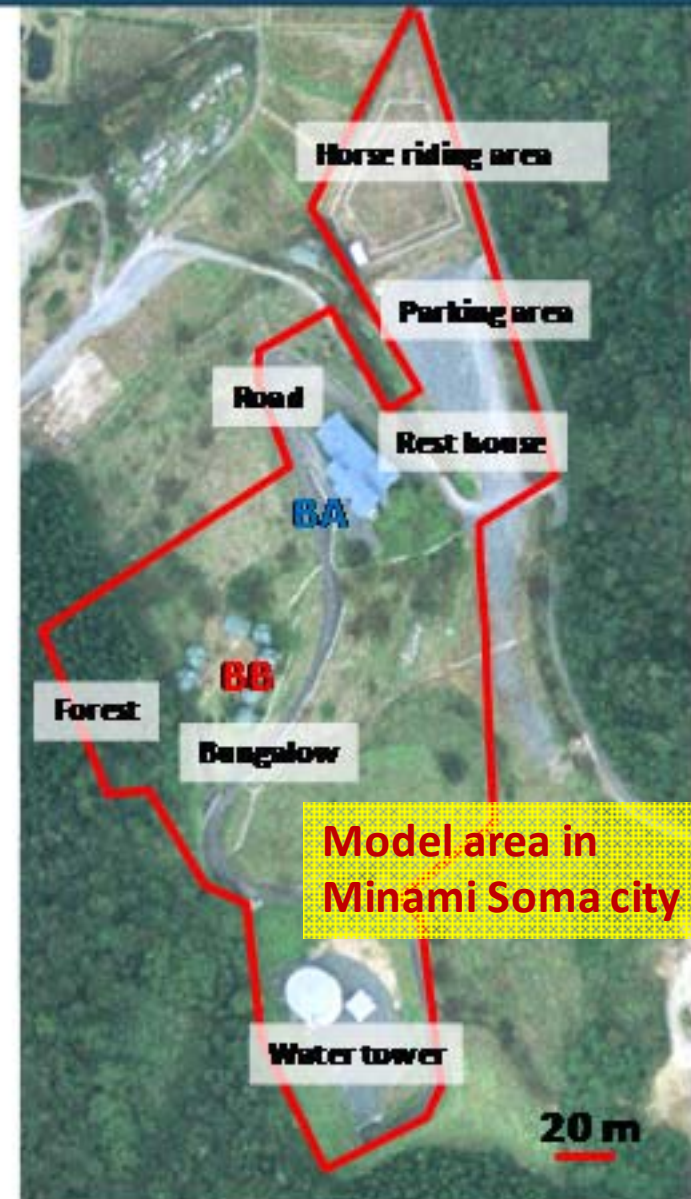 Horse riding area
Parking area
Road
Rest house
BA
BB
Forest
Bungalow
Model area in
Minami Soma city
Water tower
20 m